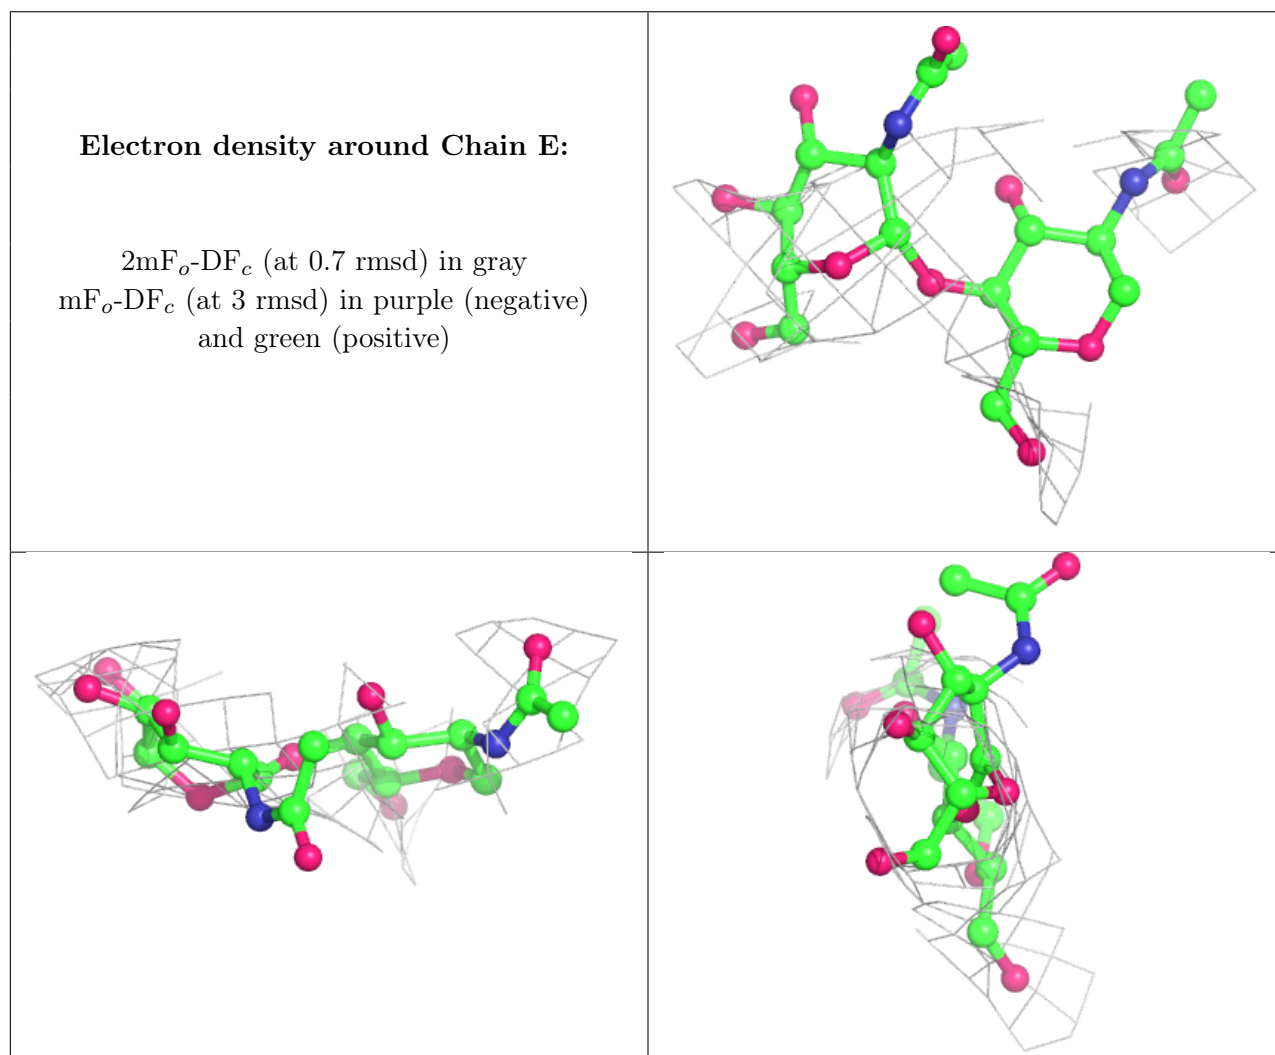 Electron density around Chain E:
2mFo-DFc (at 0.7 rmsd) in gray
mFo-DFc (at 3 rmsd) in purple (negative)
and green (positive)